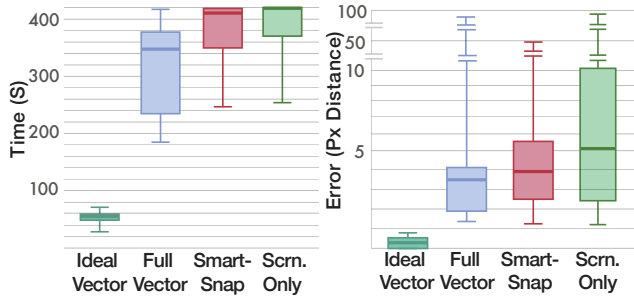 400
300
200
100
Time (S)
Ideal Vector
Full Vector
Smart-Snap
Scrn. Only
100
50
10
5
Error (Px Distance)
Ideal Vector
Full Vector
Smart-Snap
Scrn. Only